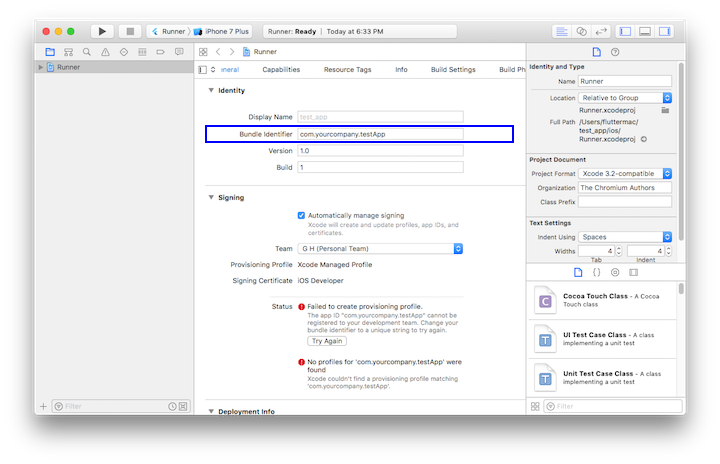 Runner
iPhone 7 Plus
Runner: Ready | Today at 6:33 PM
Runner
Runner
neral
Capabilities
Resource Tags
Info
Build Settings
Build Ph
Identity
Display Name
test_app
Bundle Identifier
com.yourcompany.testApp
Version
1.0
Build
1
Signing
Automatically manage signing
Xcode will create and update profiles, app IDs, and
certificates.
Team
G H (Personal Team)
Provisioning Profile
Xcode Managed Profile
Signing Certificate
iOS Developer
Status
Failed to create provisioning profile.
The app ID "com.yourcompany.testApp" cannot be
registered to your development team. Change your
bundle identifier to a unique string to try again.
Try Again
No profiles for 'com.yourcompany.testApp' were
found
Xcode couldn't find a provisioning profile matching
'com.yourcompany.testApp'.
Deployment Info
Filter
Identity and Type
Name
Runner
Location
Relative to Group
Runner.xcodeproj
Full Path
/Users/fluttermac/
test_app/ios/
Runner.xcodeproj
Project Document
Project Format
Xcode 3.2-compatible
Organization
The Chromium Authors
Class Prefix
Text Settings
Indent Using
Spaces
Widths
4
4
Tab
Indent
Cocoa Touch Class - A Cocoa
Touch class
UI Test Case Class - A class
implementing a unit test
Unit Test Case Class - A class
implementing a unit test
Filter